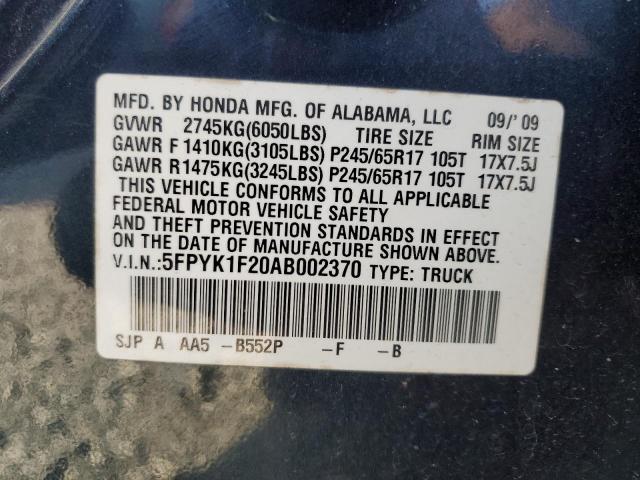 MFD. BY HONDA MFG. OF ALABAMA, LLC 09/'09
GVWR 2745KG(6050LBS) TIRE SIZE RIM SIZE
GAWR F 1410KG(3105LBS) P245/65R17 105T 17X7.5J
GAWR R 1475KG(3245LBS) P245/65R17 105T 17X7.5J
THIS VEHICLE CONFORMS TO ALL APPLICABLE
FEDERAL MOTOR VEHICLE SAFETY
AND THEFT PREVENTION STANDARDS IN EFFECT
ON THE DATE OF MANUFACTURE SHOWN ABOVE.
V.I.N.:5FPYK1F20AB002370 TYPE: TRUCK
SJP A AA5 -B552P -F -B